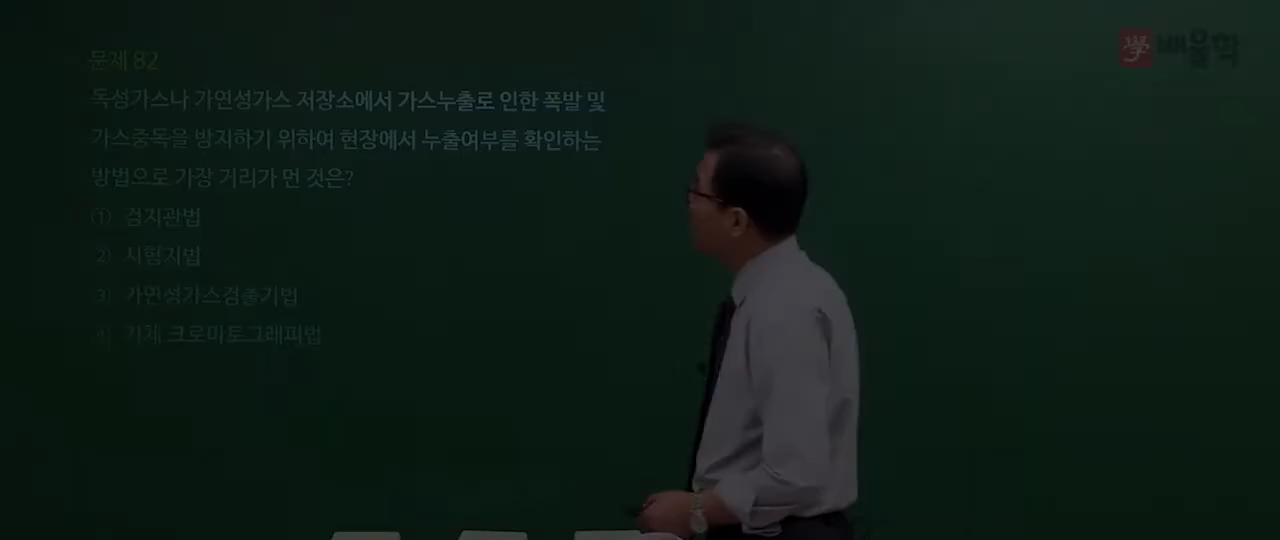 문제 82
독성가스나 가연성가스 저장소에서 가스누출로 인한 폭발 및
가스중독을 방지하기 위하여 현장에서 누출여부를 확인하는
방법으로 가장 거리가 먼 것은?
① 검지관법
② 시험지법
③ 가연성가스검출기법
④ 기체 크로마토그래피법
學 배울학